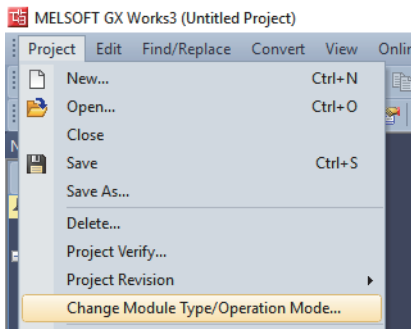 MELSOFT GX Works3 (Untitled Project)
Project Edit Find/Replace Convert View Onlin
New... Ctrl+N
Open... Ctrl+O
Close
Save Ctrl+S
Save As...
Delete...
Project Verify...
Project Revision
Change Module Type/Operation Mode...